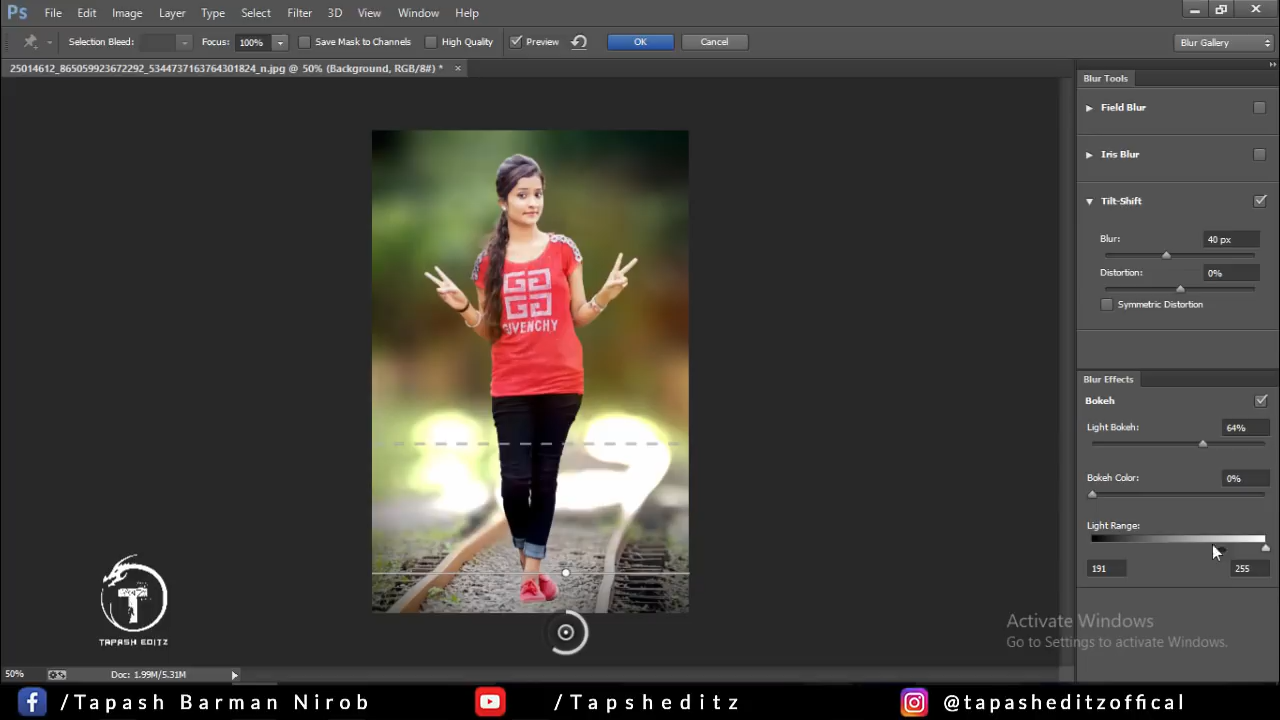 Ps File Edit Image Layer Type Select Filter 3D View Window Help
Selection Bleed: Focus: 100% Save Mask to Channels High Quality Preview OK Cancel Blur Gallery
25014612_865059923672292_5344737163764301824_n.jpg @ 50% (Background, RGB/8#) * ×
Blur Tools
Field Blur
Iris Blur
Tilt-Shift
Blur: 40 px
Distortion: 0%
Symmetric Distortion
GIVENCHY
Blur Effects
Bokeh
Light Bokeh: 64%
Bokeh Color: 0%
Light Range:
191 255
T
TAPASH EDITZ
Activate Windows
Go to Settings to activate Windows.
50% Doc: 1.99M/5.31M
/Tapash Barman Nirob /Tapsheditz @tapasheditzoffical